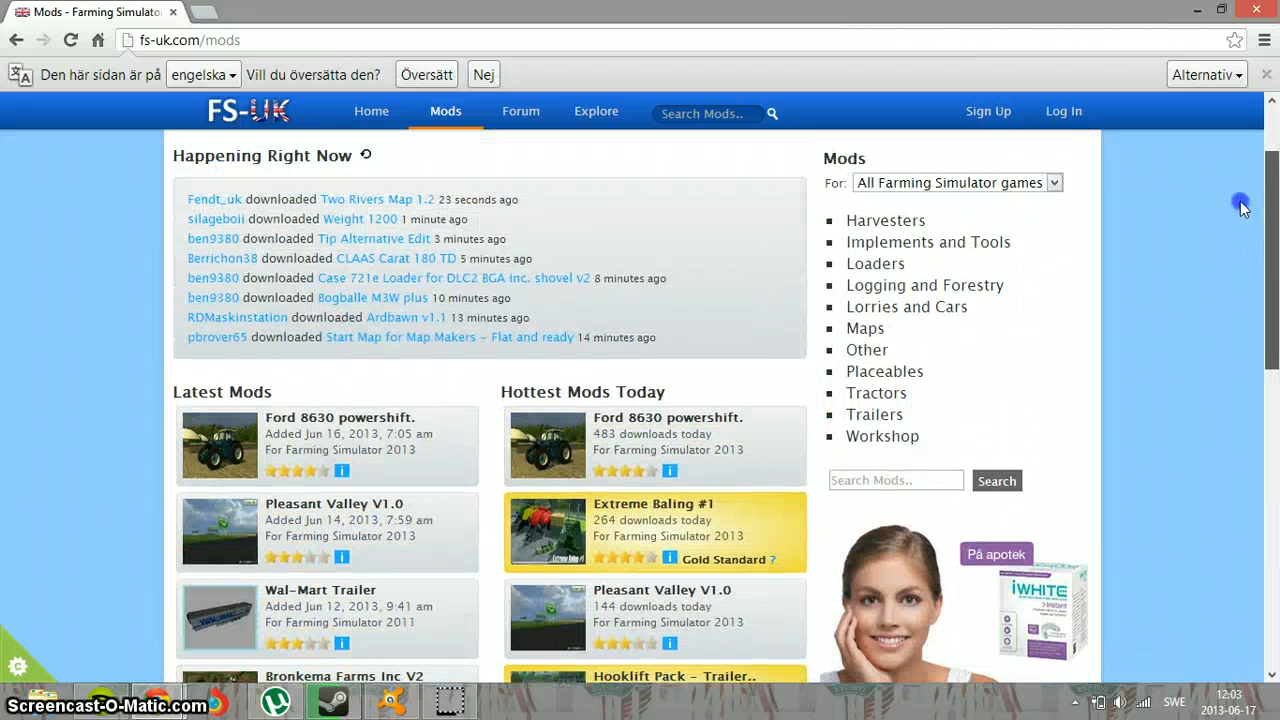 Mods - Farming Simulator
fs-uk.com/mods
Den här sidan är på engelska Vill du översätta den? Översätt Nej Alternativ
FS-UK Home Mods Forum Explore Search Mods.. Sign Up Log In
Happening Right Now
Fendt_uk downloaded Two Rivers Map 1.2 23 seconds ago
silageboii downloaded Weight 1200 1 minute ago
ben9380 downloaded Tip Alternative Edit 3 minutes ago
Berrichon38 downloaded CLAAS Carat 180 TD 5 minutes ago
ben9380 downloaded Case 721e Loader for DLC2 BGA inc. shovel v2 8 minutes ago
ben9380 downloaded Bogballe M3W plus 10 minutes ago
RDMaskinstation downloaded Ardbawn v1.1 13 minutes ago
pbrover65 downloaded Start Map for Map Makers - Flat and ready 14 minutes ago
Latest Mods
Ford 8630 powershift.
Added Jun 16, 2013, 7:05 am
For Farming Simulator 2013
i
Pleasant Valley V1.0
Added Jun 14, 2013, 7:59 am
For Farming Simulator 2013
i
Wal-Mart Trailer
Added Jun 12, 2013, 9:41 am
For Farming Simulator 2011
i
Bronkema Farms Inc V2
Hottest Mods Today
Ford 8630 powershift.
483 downloads today
For Farming Simulator 2013
i
Extreme Baling #1
264 downloads today
For Farming Simulator 2013
i Gold Standard ?
Extreme Baling #1
Pleasant Valley V1.0
144 downloads today
For Farming Simulator 2013
i
Hooklift Pack - Trailer..
Mods
For: All Farming Simulator games
Harvesters
Implements and Tools
Loaders
Logging and Forestry
Lorries and Cars
Maps
Other
Placeables
Tractors
Trailers
Workshop
Search Mods.. Search
På apotek
iWHITE
Instant
Screencast-O-Matic.com
SWE
12:03
2013-06-17